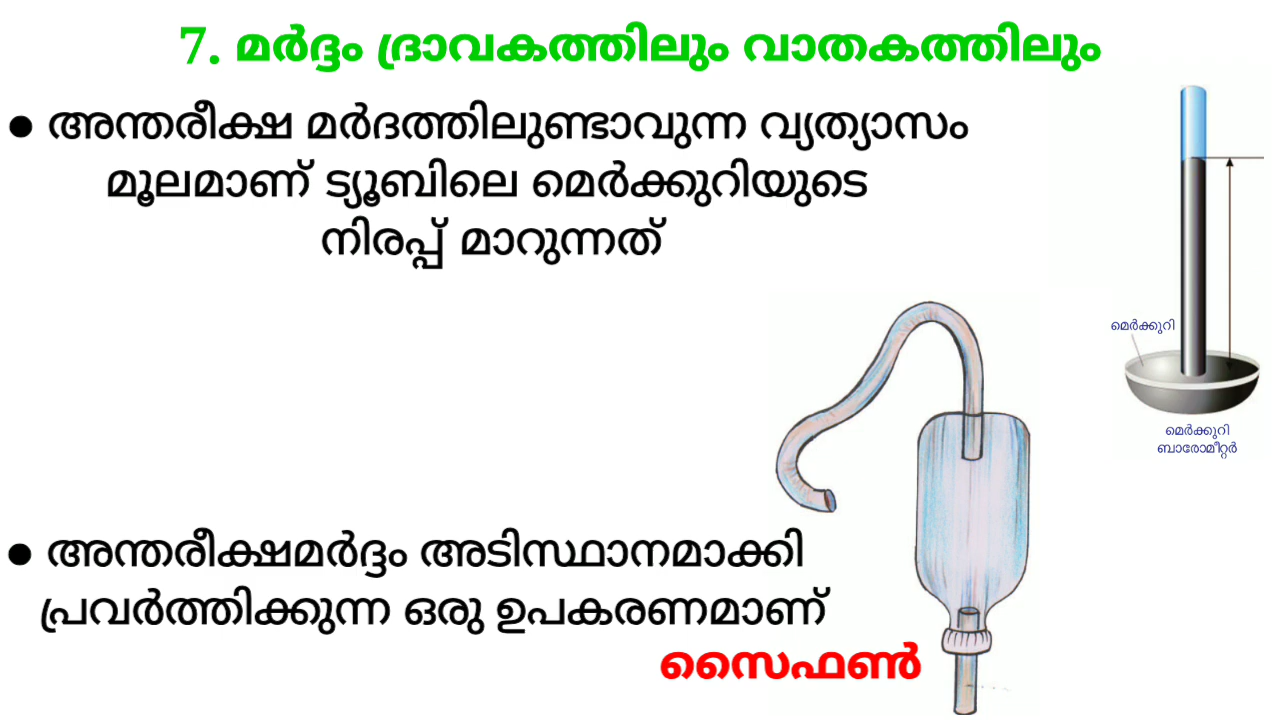 7. മർദ്ദം ദ്രാവകത്തിലും വാതകത്തിലും
● അന്തരീക്ഷ മർദത്തിലുണ്ടാവുന്ന വ്യത്യാസം
മൂലമാണ് ട്യൂബിലെ മെർക്കുറിയുടെ
നിരപ്പ് മാറുന്നത്
മെർക്കുറി
മെർക്കുറി
ബാരോമീറ്റർ
● അന്തരീക്ഷമർദ്ദം അടിസ്ഥാനമാക്കി
പ്രവർത്തിക്കുന്ന ഒരു ഉപകരണമാണ്
സൈഫൺ